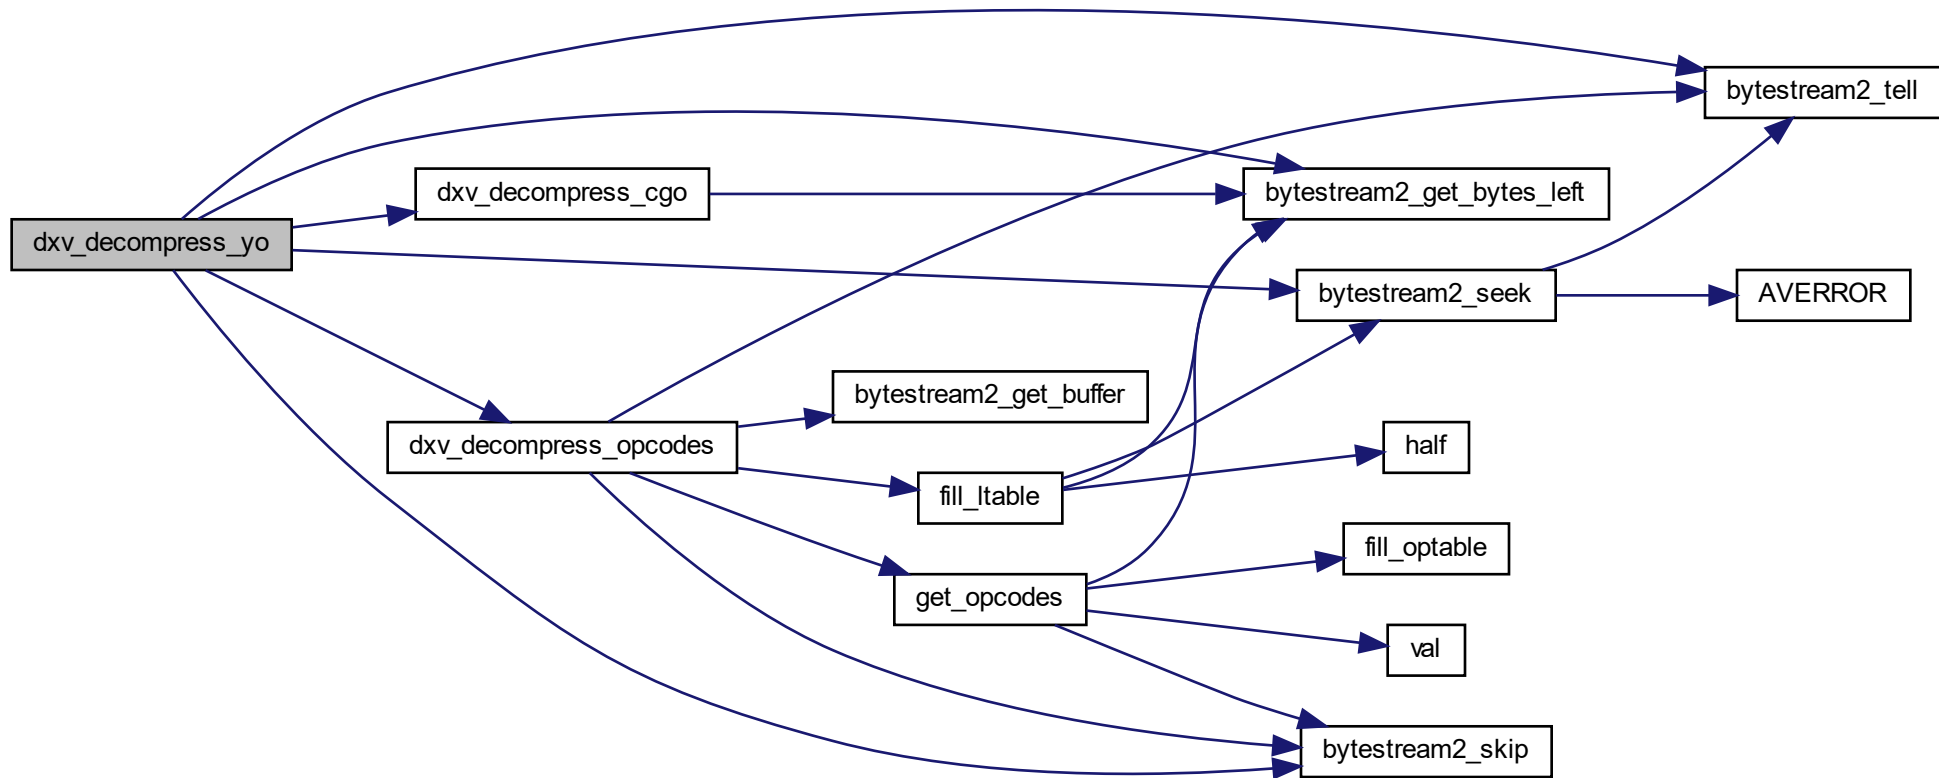 bytestream2_tell
dxv_decompress_cgo
bytestream2_get_bytes_left
dxv_decompress_yo
bytestream2_seek
AVERROR
bytestream2_get_buffer
dxv_decompress_opcodes
half
fill_ltable
fill_optable
get_opcodes
val
bytestream2_skip